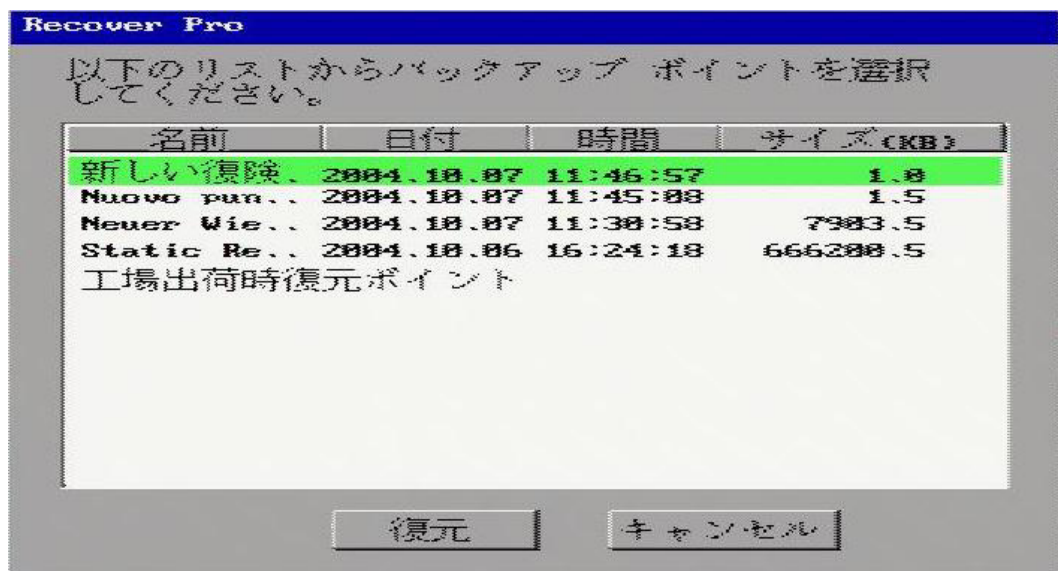 Recover Pro
以下のリストからバックアップ ポイントを選択
してください。
名前 日付 時間 サイズ(KB)
新しい復険. 2004.10.07 11:46:57 1.0
Nuovo pun.. 2004.10.07 11:45:08 1.5
Neuer Wie.. 2004.10.07 11:30:58 7903.5
Static Re.. 2004.10.06 16:24:18 666200.5
工場出荷時復元ポイント
復元 キャンセル